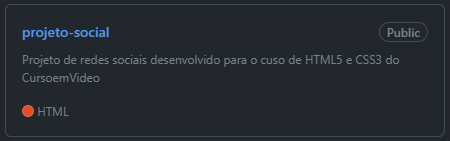 projeto-social
Public
Projeto de redes sociais desenvolvido para o cuso de HTML5 e CSS3 do
CursoemVideo
HTML